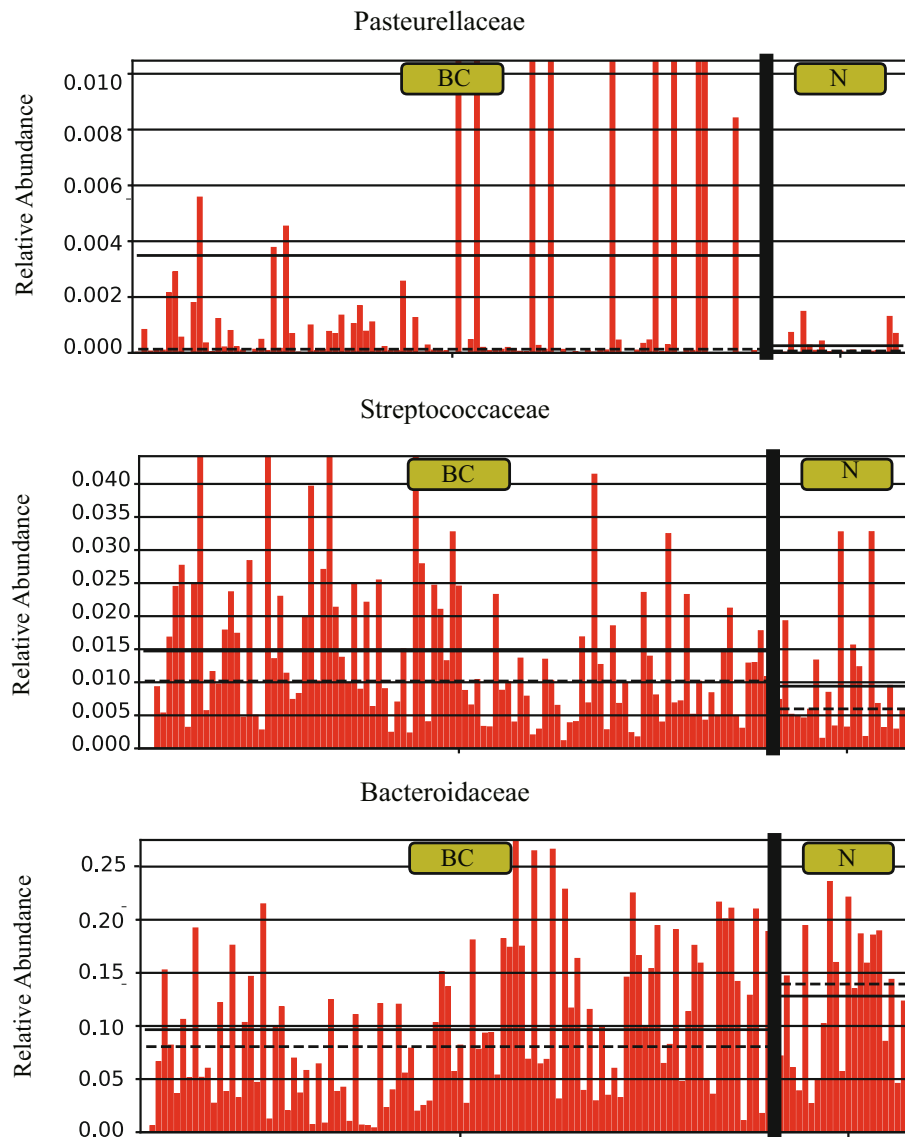 Pasteurellaceae
BC
N
Relative Abundance
0.010
0.008
0.006
0.004
0.002
0.000
Streptococcaceae
BC
N
Relative Abundance
0.040
0.035
0.030
0.025
0.020
0.015
0.010
0.005
0.000
Bacteroidaceae
BC
N
Relative Abundance
0.25
0.20
0.15
0.10
0.05
0.00